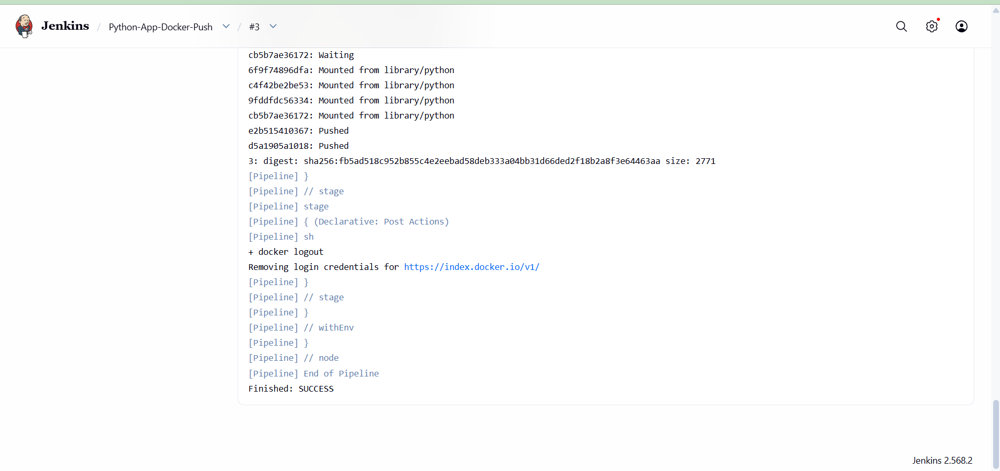 Jenkins / Python-App-Docker-Push / #3
cb5b7ae36172: Waiting
6f9f74896dfa: Mounted from library/python
c4f42be2be53: Mounted from library/python
9fddfdc56334: Mounted from library/python
cb5b7ae36172: Mounted from library/python
e2b515410367: Pushed
d5a1905a1018: Pushed
3: digest: sha256:fb5ad518c952b855c4e2eebad58deb333a04bb31d66ded2f18b2a8f3e64463aa size: 2771
[Pipeline] }
[Pipeline] // stage
[Pipeline] stage
[Pipeline] { (Declarative: Post Actions)
[Pipeline] sh
+ docker logout
Removing login credentials for https://index.docker.io/v1/
[Pipeline] }
[Pipeline] // stage
[Pipeline] }
[Pipeline] // withEnv
[Pipeline] }
[Pipeline] // node
[Pipeline] End of Pipeline
Finished: SUCCESS
Jenkins 2.568.2